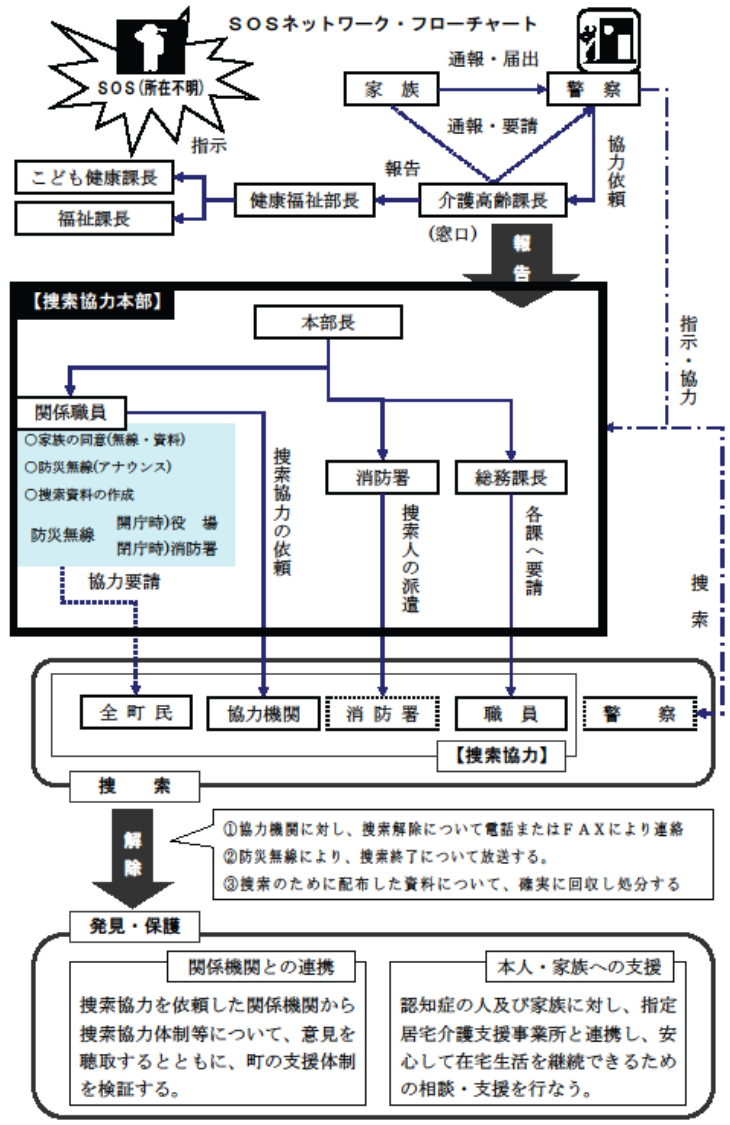 SOSネットワーク・フローチャート
SOS(所在不明)
通報・届出
家 族
警 察
通報・要請
協力依頼
指示
報告
こども健康課長
健康福祉部長
介護高齢課長
福祉課長
(窓口)
報告
指示・協力
【捜索協力本部】
本部長
関係職員
○家族の同意(無線・資料)
○防災無線(アナウンス)
○捜索資料の作成
防災無線
開庁時)役 場
閉庁時)消防署
協力要請
捜索協力の依頼
消防署
捜索人の派遣
総務課長
各課へ要請
捜 索
全 町 民
協力機関
消 防 署
職 員
警 察
【捜索協力】
捜 索
解除
①協力機関に対し、捜索解除について電話またはFAXにより連絡
②防災無線により、捜索終了について放送する。
③捜索のために配布した資料について、確実に回収し処分する
発見・保護
関係機関との連携
捜索協力を依頼した関係機関から
捜索協力体制等について、意見を
聴取するとともに、町の支援体制
を検証する。
本人・家族への支援
認知症の人及び家族に対し、指定
居宅介護支援事業所と連携し、安
心して在宅生活を継続できるため
の相談・支援を行なう。